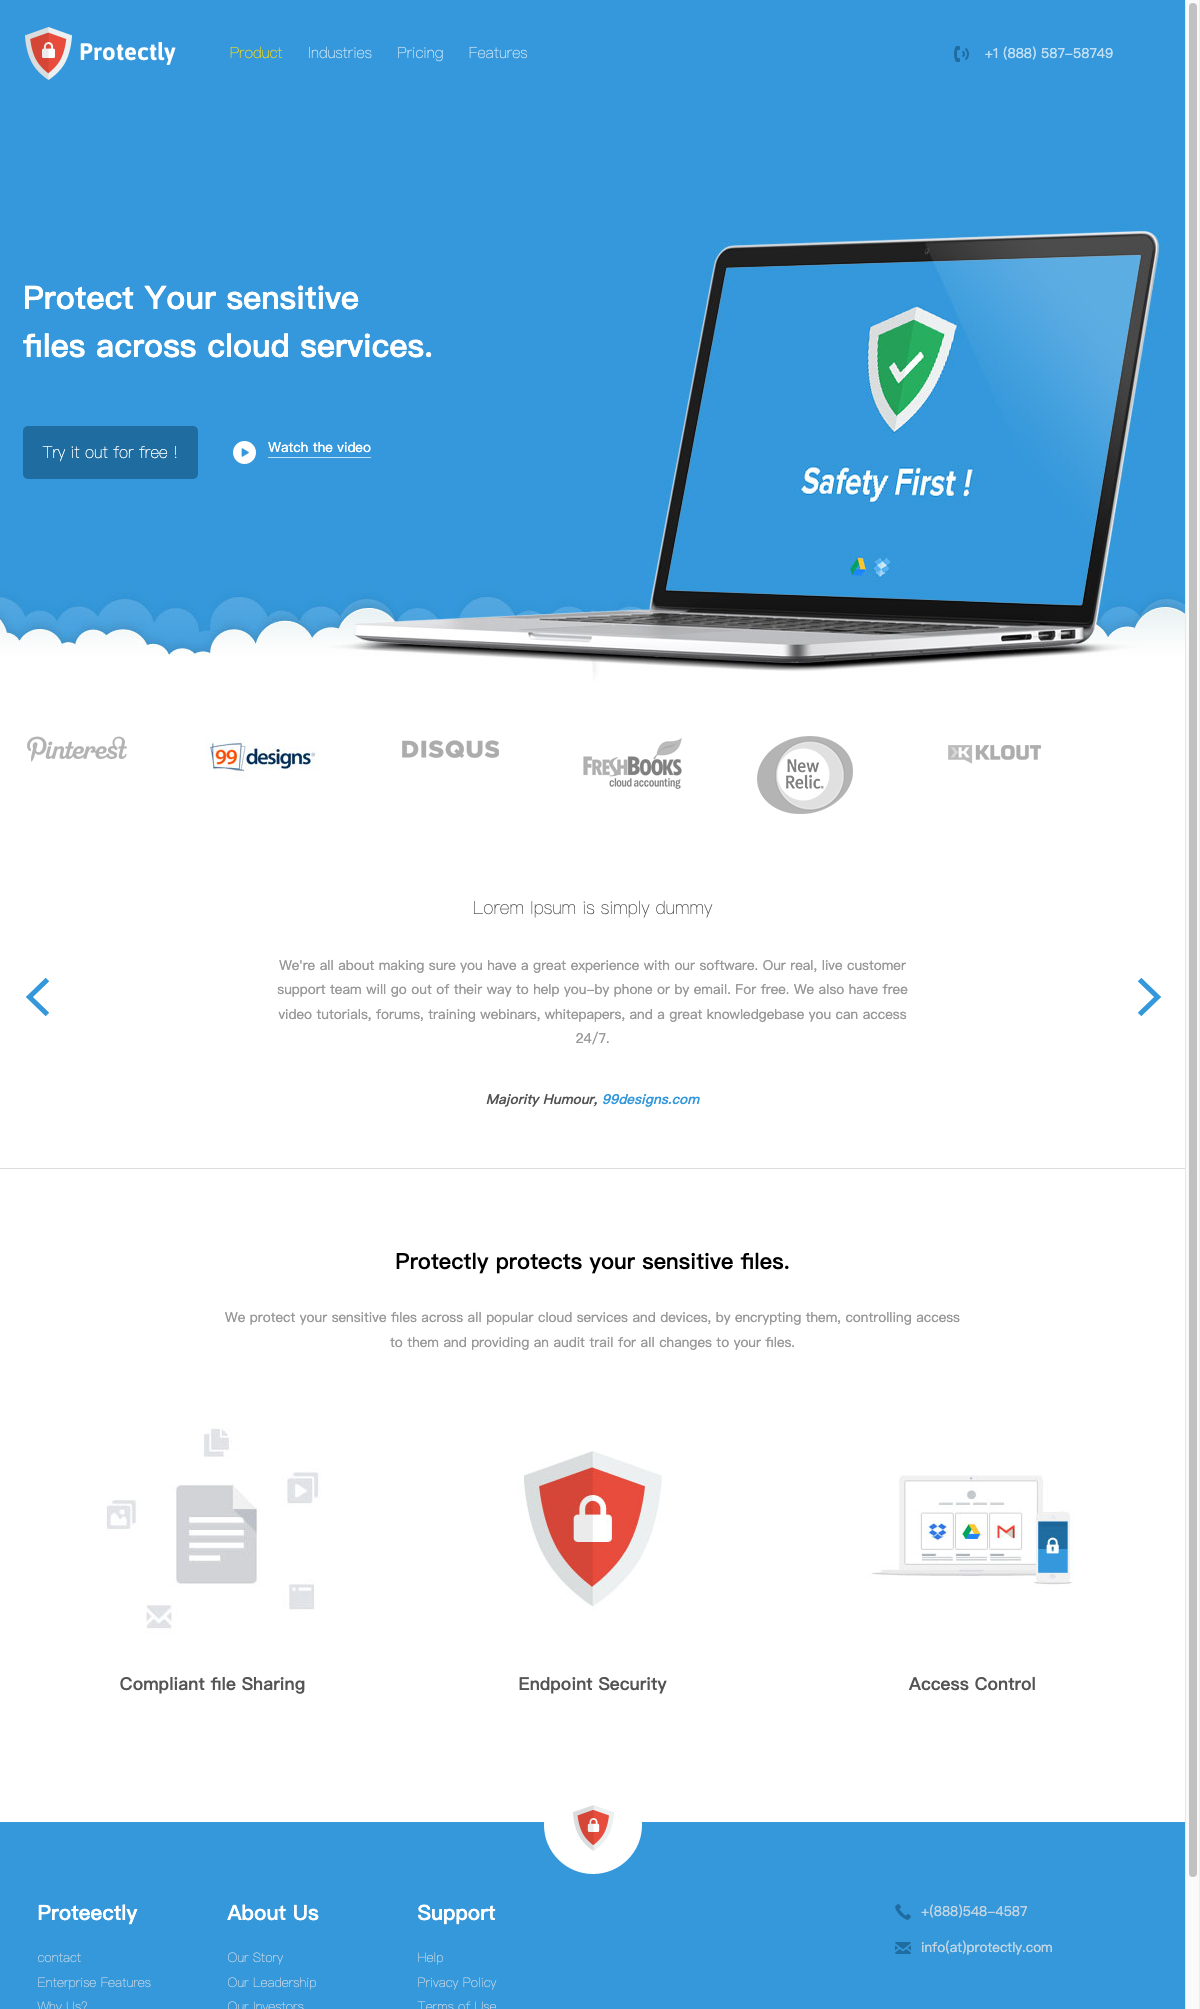 Protectly
Product Industries Pricing Features
+1 (888) 587-58749
Protect Your sensitive
files across cloud services.
Try it out for free !
Watch the video
Safety First !
Pinterest
99designs
DISQUS
FRESHBOOKS
cloud accounting
New
Relic.
KLOUT
Lorem Ipsum is simply dummy
We're all about making sure you have a great experience with our software. Our real, live customer
support team will go out of their way to help you-by phone or by email. For free. We also have free
video tutorials, forums, training webinars, whitepapers, and a great knowledgebase you can access
24/7.
Majority Humour, 99designs.com
Protectly protects your sensitive files.
We protect your sensitive files across all popular cloud services and devices, by encrypting them, controlling access
to them and providing an audit trail for all changes to your files.
Compliant file Sharing
Endpoint Security
Access Control
Proteectly
contact
Enterprise Features
Why Us?
About Us
Our Story
Our Leadership
Our Investors
Support
Help
Privacy Policy
Terms of Use
+(888)548-4587
info(at)protectly.com